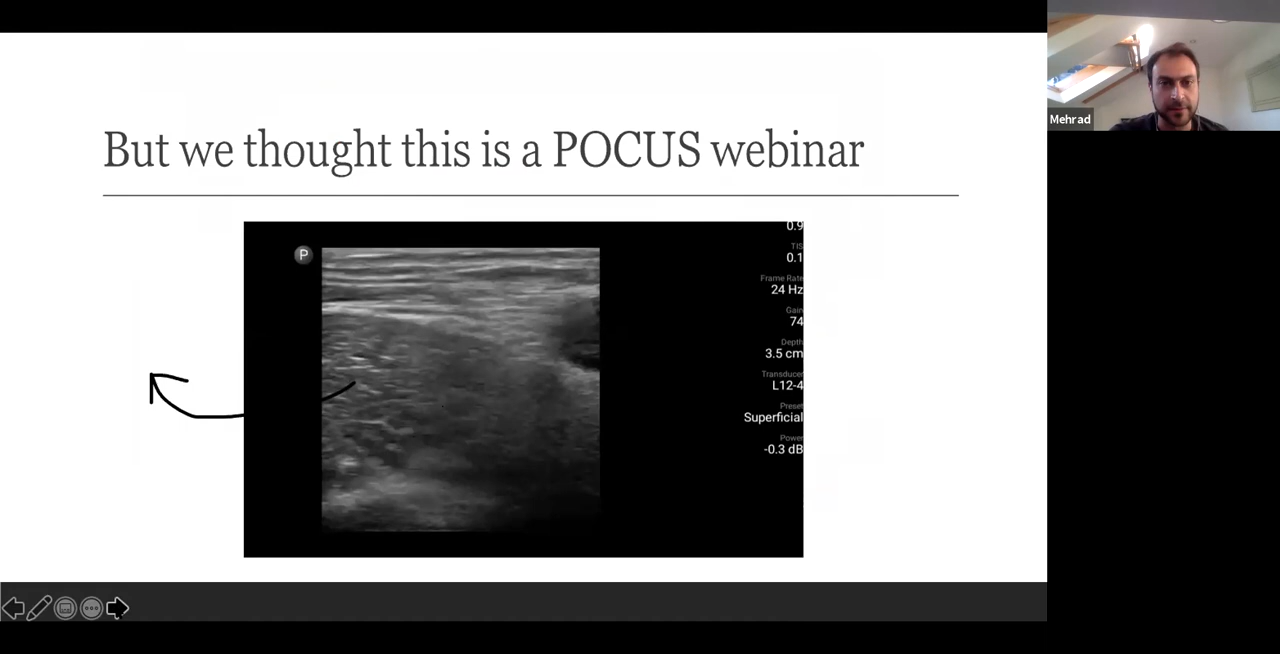 But we thought this is a POCUS webinar
Mehrad
P
0.9
TIS
0.1
Frame Rate
24 Hz
Gain
74
Depth
3.5 cm
Transducer
L12-4
Preset
Superficial
Power
-0.3 dB